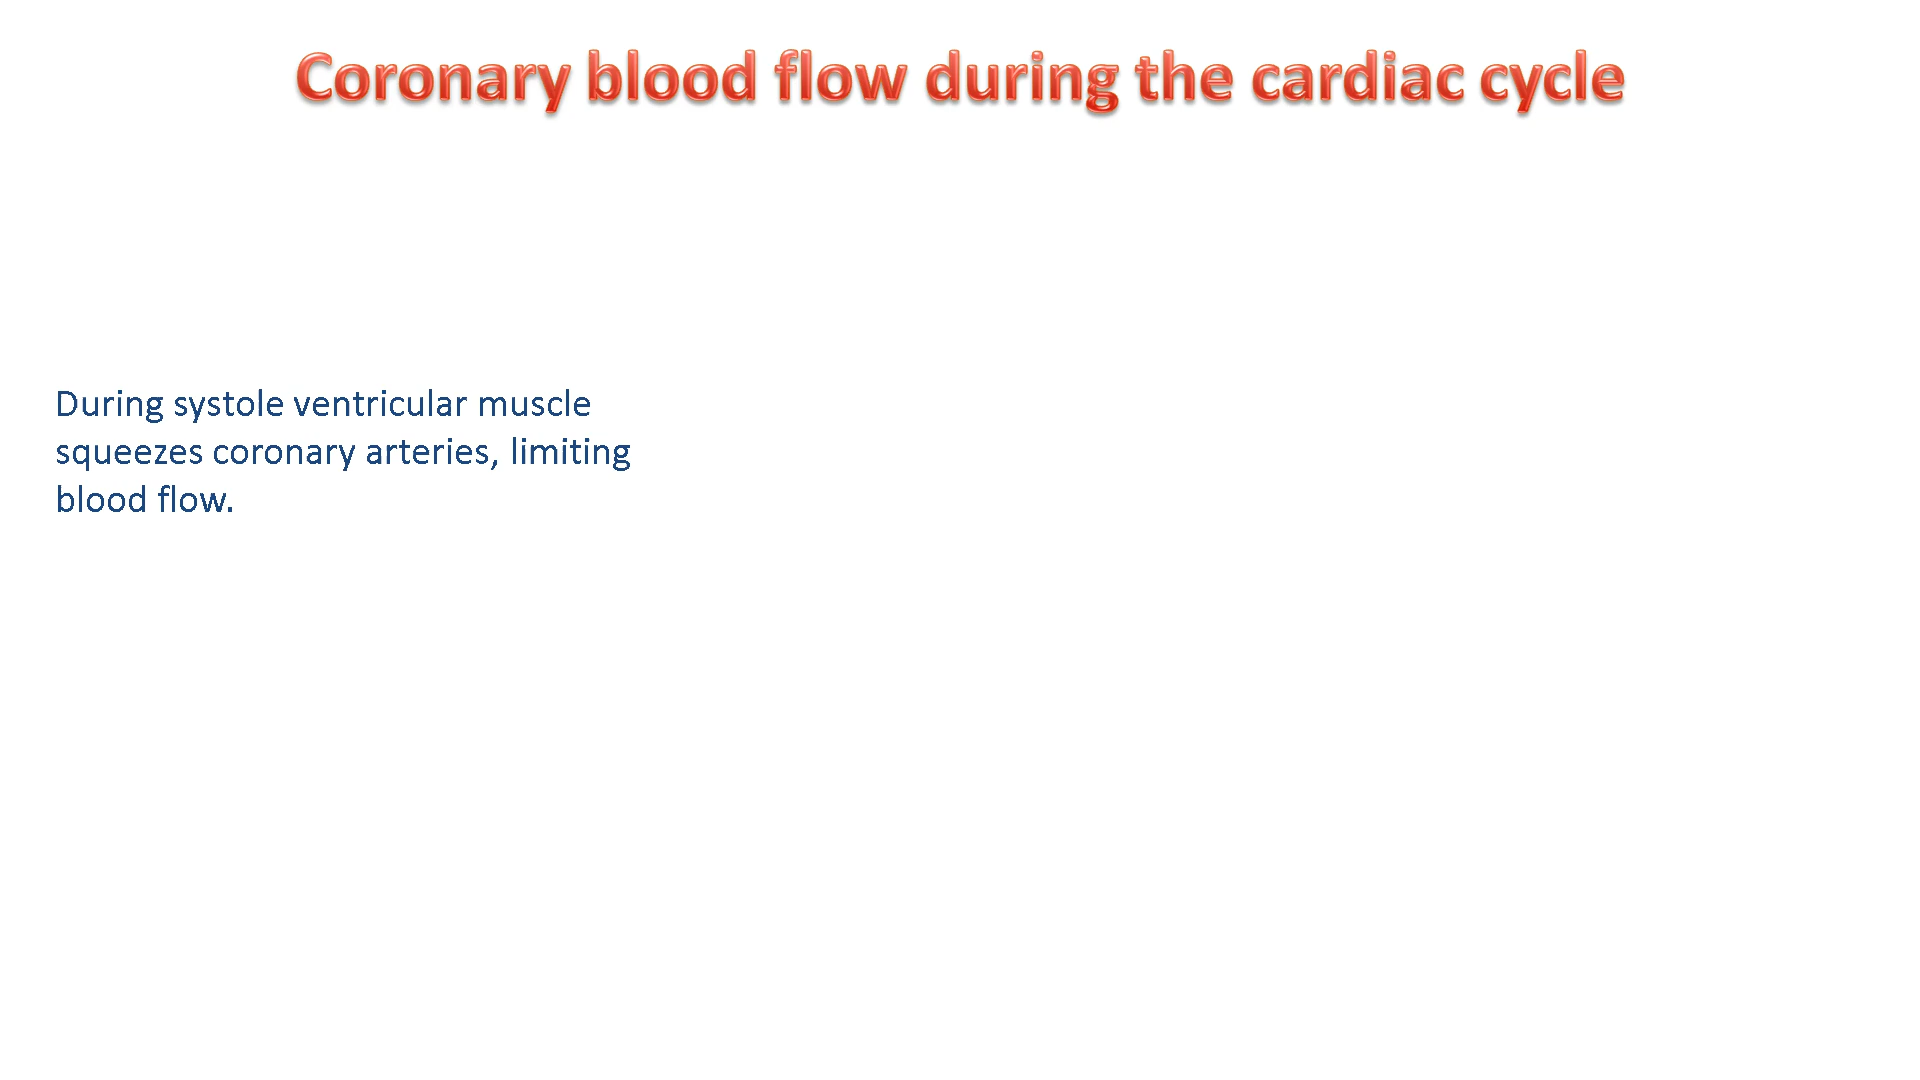 Coronary blood flow during the cardiac cycle
During systole ventricular muscle
squeezes coronary arteries, limiting
blood flow.